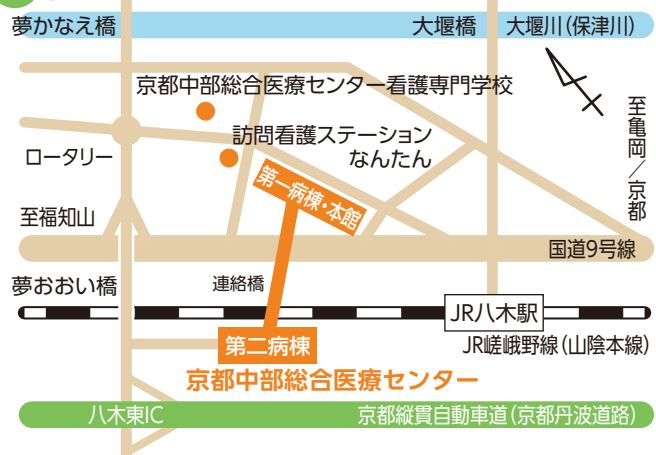 夢かなえ橋
大堰橋
大堰川(保津川)
京都中部総合医療センター看護専門学校
至亀岡/京都
訪問看護ステーション
なんたん
ロータリー
第一病棟・本館
至福知山
国道9号線
夢おおい橋
連絡橋
JR八木駅
第二病棟
JR嵯峨野線(山陰本線)
京都中部総合医療センター
八木東IC
京都縦貫自動車道(京都丹波道路)